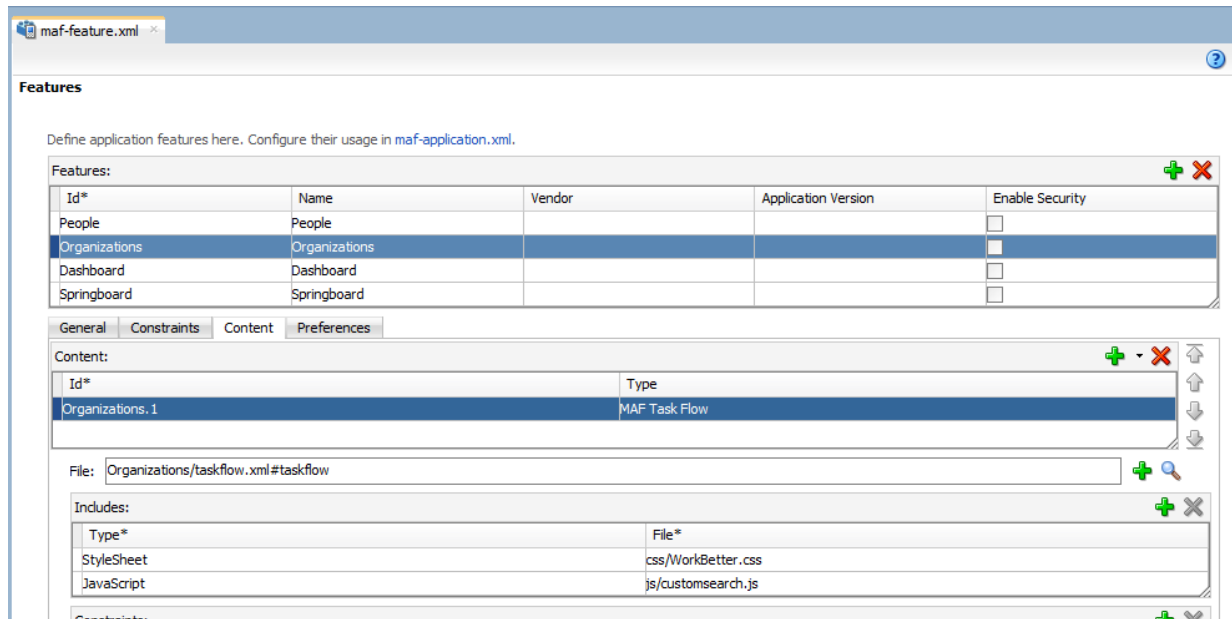 maf-feature.xml
Features
Define application features here. Configure their usage in maf-application.xml.
Features:
Id* Name Vendor Application Version Enable Security
People People
Organizations Organizations
Dashboard Dashboard
Springboard Springboard
General Constraints Content Preferences
Content:
Id* Type
Organizations.1 MAF Task Flow
File: Organizations/taskflow.xml#taskflow
Includes:
Type* File*
StyleSheet css/WorkBetter.css
JavaScript js/customsearch.js
Constraints: